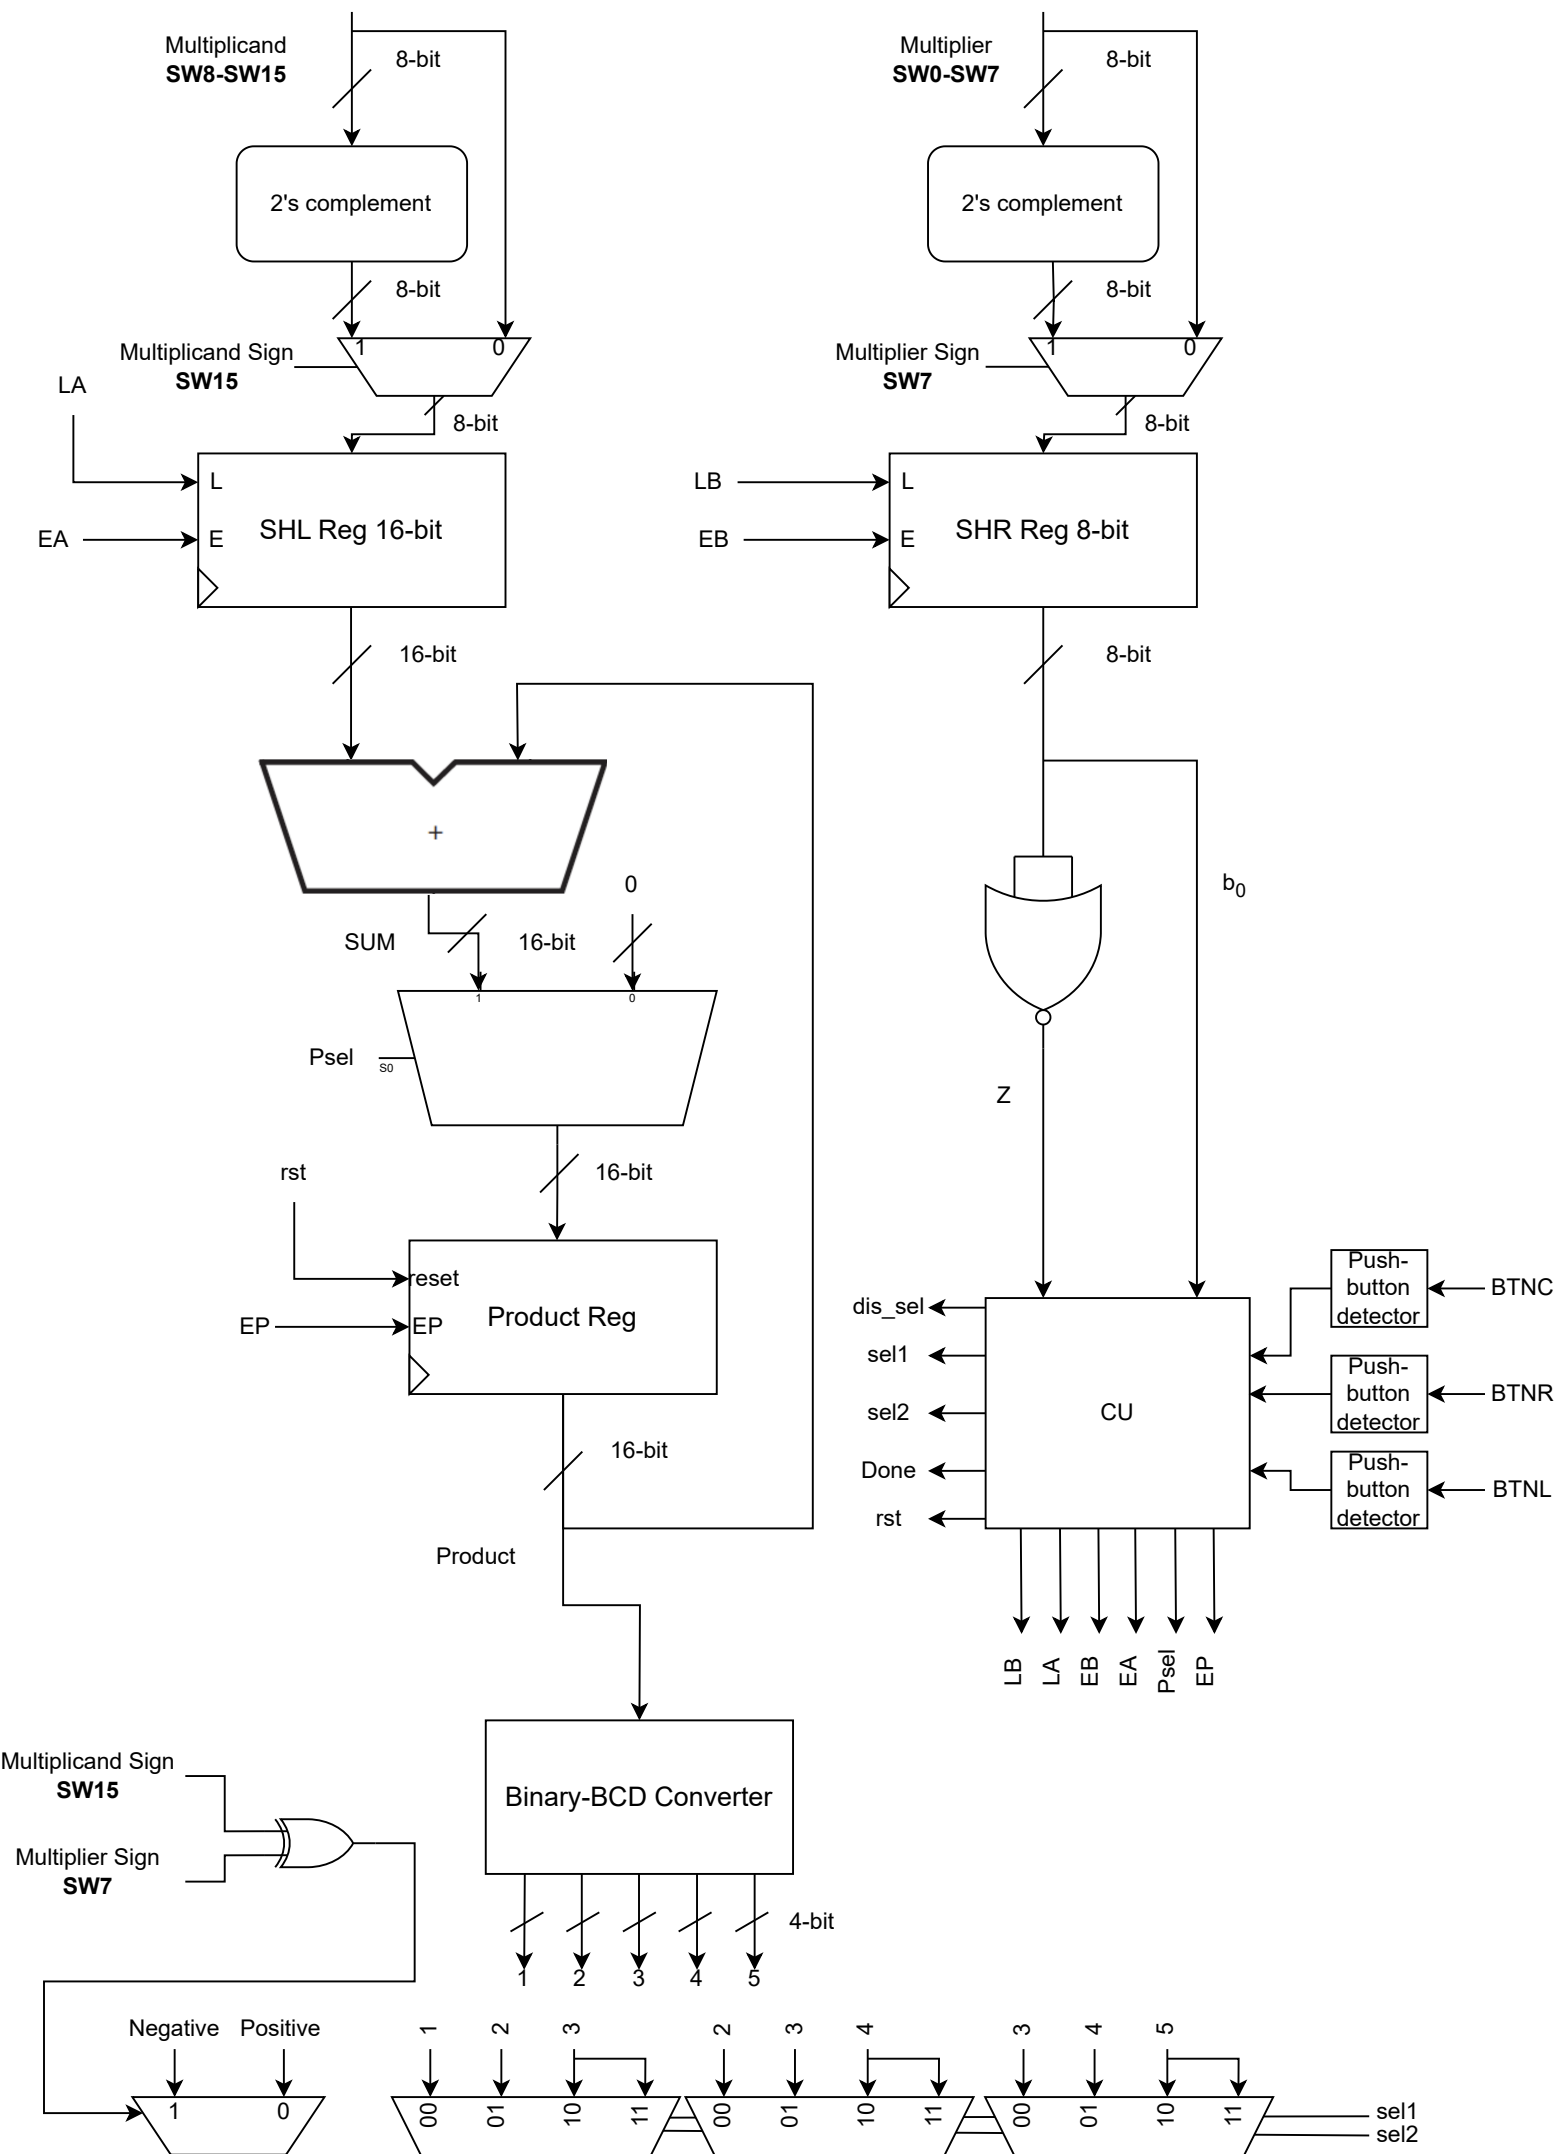 Multiplicand
SW8-SW15
8-bit
Multiplier
SW0-SW7
8-bit
2's complement
2's complement
8-bit
8-bit
1
0
1
0
Multiplicand Sign
SW15
Multiplier Sign
SW7
LA
8-bit
8-bit
L
LB
L
SHL Reg 16-bit
SHR Reg 8-bit
EA
E
EB
E
16-bit
8-bit
+
0
b0
SUM
16-bit
1
0
Psel
S0
Z
rst
16-bit
reset
EP
EP
Product Reg
Push-
button
detector
BTNC
dis_sel
sel1
Push-
button
detector
BTNR
sel2
CU
16-bit
Done
Push-
button
detector
BTNL
rst
Product
LB
LA
EB
EA
Psel
EP
Multiplicand Sign
SW15
Binary-BCD Converter
Multiplier Sign
SW7
4-bit
1
2
3
4
5
Negative
Positive
1
2
3
2
3
4
3
4
5
1
0
00
01
10
11
00
01
10
11
00
01
10
11
sel1
sel2